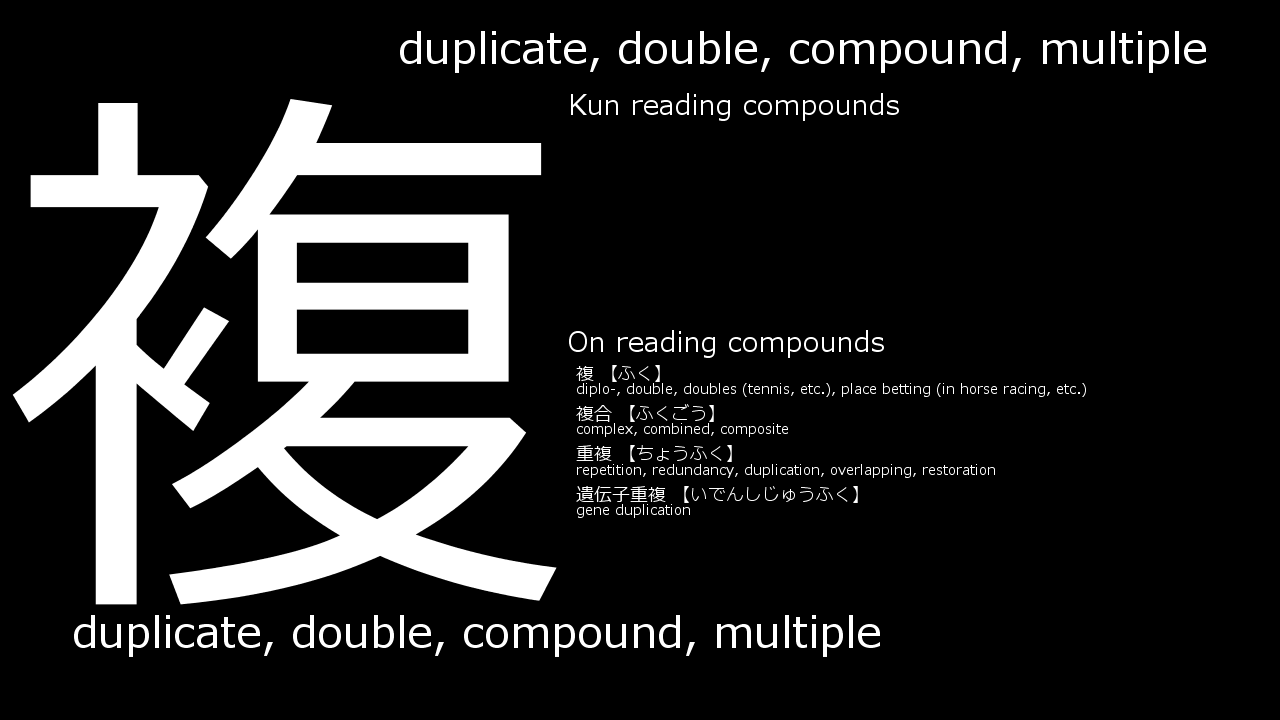 duplicate, double, compound, multiple
複
Kun reading compounds
On reading compounds
複 【ふく】
diplo-, double, doubles (tennis, etc.), place betting (in horse racing, etc.)
複合 【ふくごう】
complex, combined, composite
重複 【ちょうふく】
repetition, redundancy, duplication, overlapping, restoration
遺伝子重複 【いでんしじゅうふく】
gene duplication
duplicate, double, compound, multiple